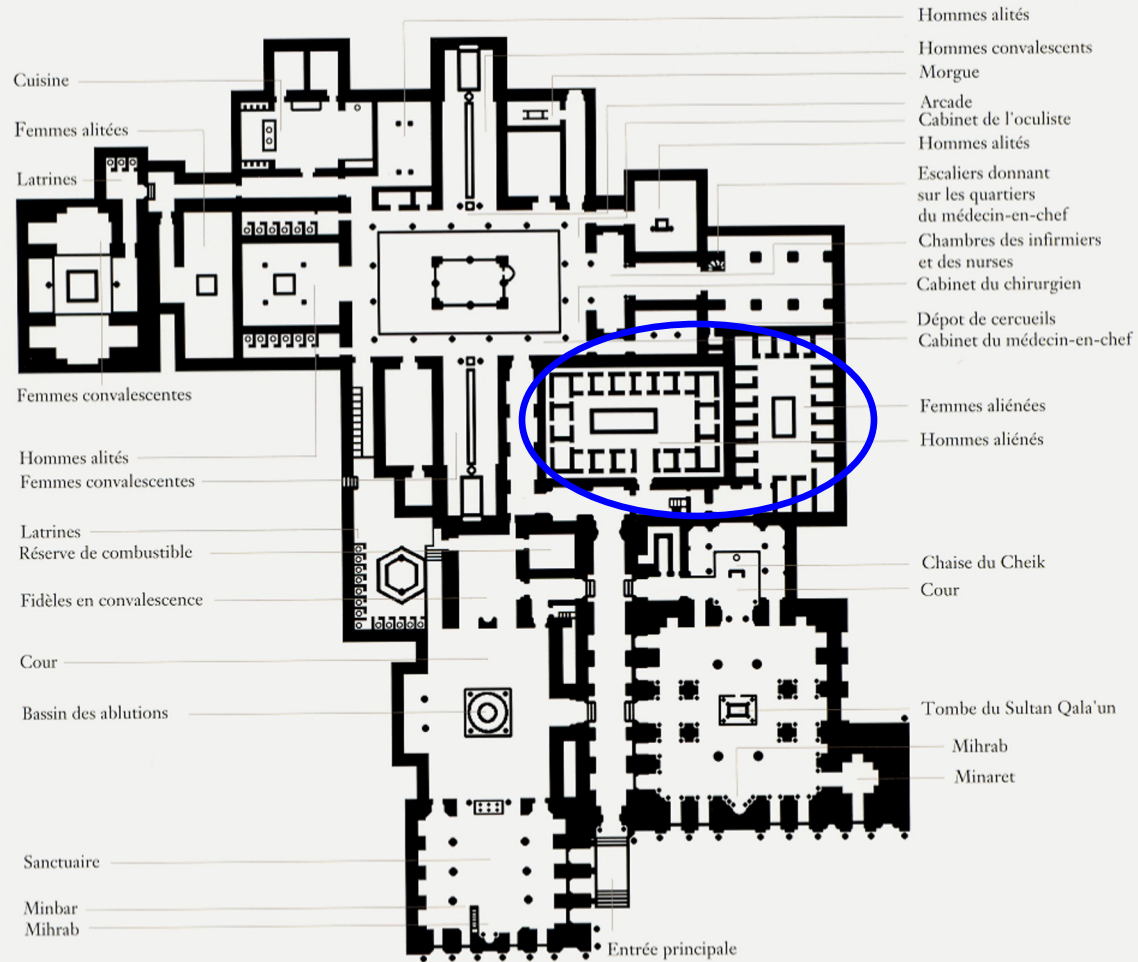 Hommes alités
Hommes convalescents
Morgue
Arcade
Cabinet de l'oculiste
Hommes alités
Escaliers donnant
sur les quartiers
du médecin-en-chef
Chambres des infirmiers
et des nurses
Cabinet du chirurgien
Dépot de cercueils
Cabinet du médecin-en-chef
Femmes aliénées
Hommes aliénés
Chaise du Cheik
Cour
Tombe du Sultan Qala'un
Mihrab
Minaret
Cuisine
Femmes alitées
Latrines
Femmes convalescentes
Hommes alités
Femmes convalescentes
Latrines
Réserve de combustible
Fidèles en convalescence
Cour
Bassin des ablutions
Sanctuaire
Minbar
Mihrab
Entrée principale